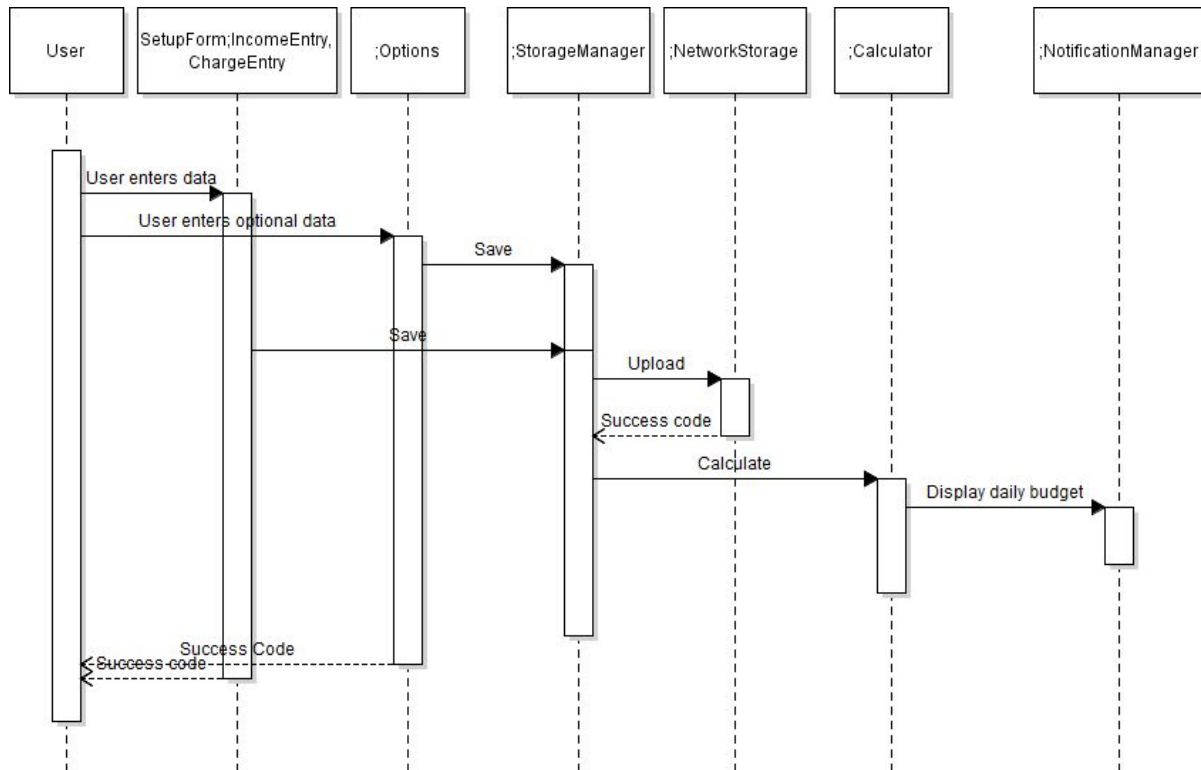 User
SetupForm;IncomeEntry,
ChargeEntry
;Options
;StorageManager
;NetworkStorage
;Calculator
;NotificationManager
User enters data
User enters optional data
Save
Save
Upload
Success code
Calculate
Display daily budget
Success Code
Success code